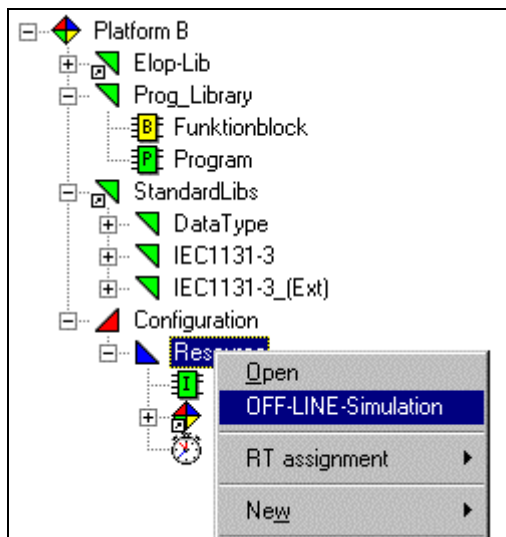 Platform B
Elop-Lib
Prog_Library
B Funktionblock
P Program
StandardLibs
DataType
IEC1131-3
IEC1131-3_(Ext)
Configuration
Open
I
OFF-LINE-Simulation
RT assignment
New